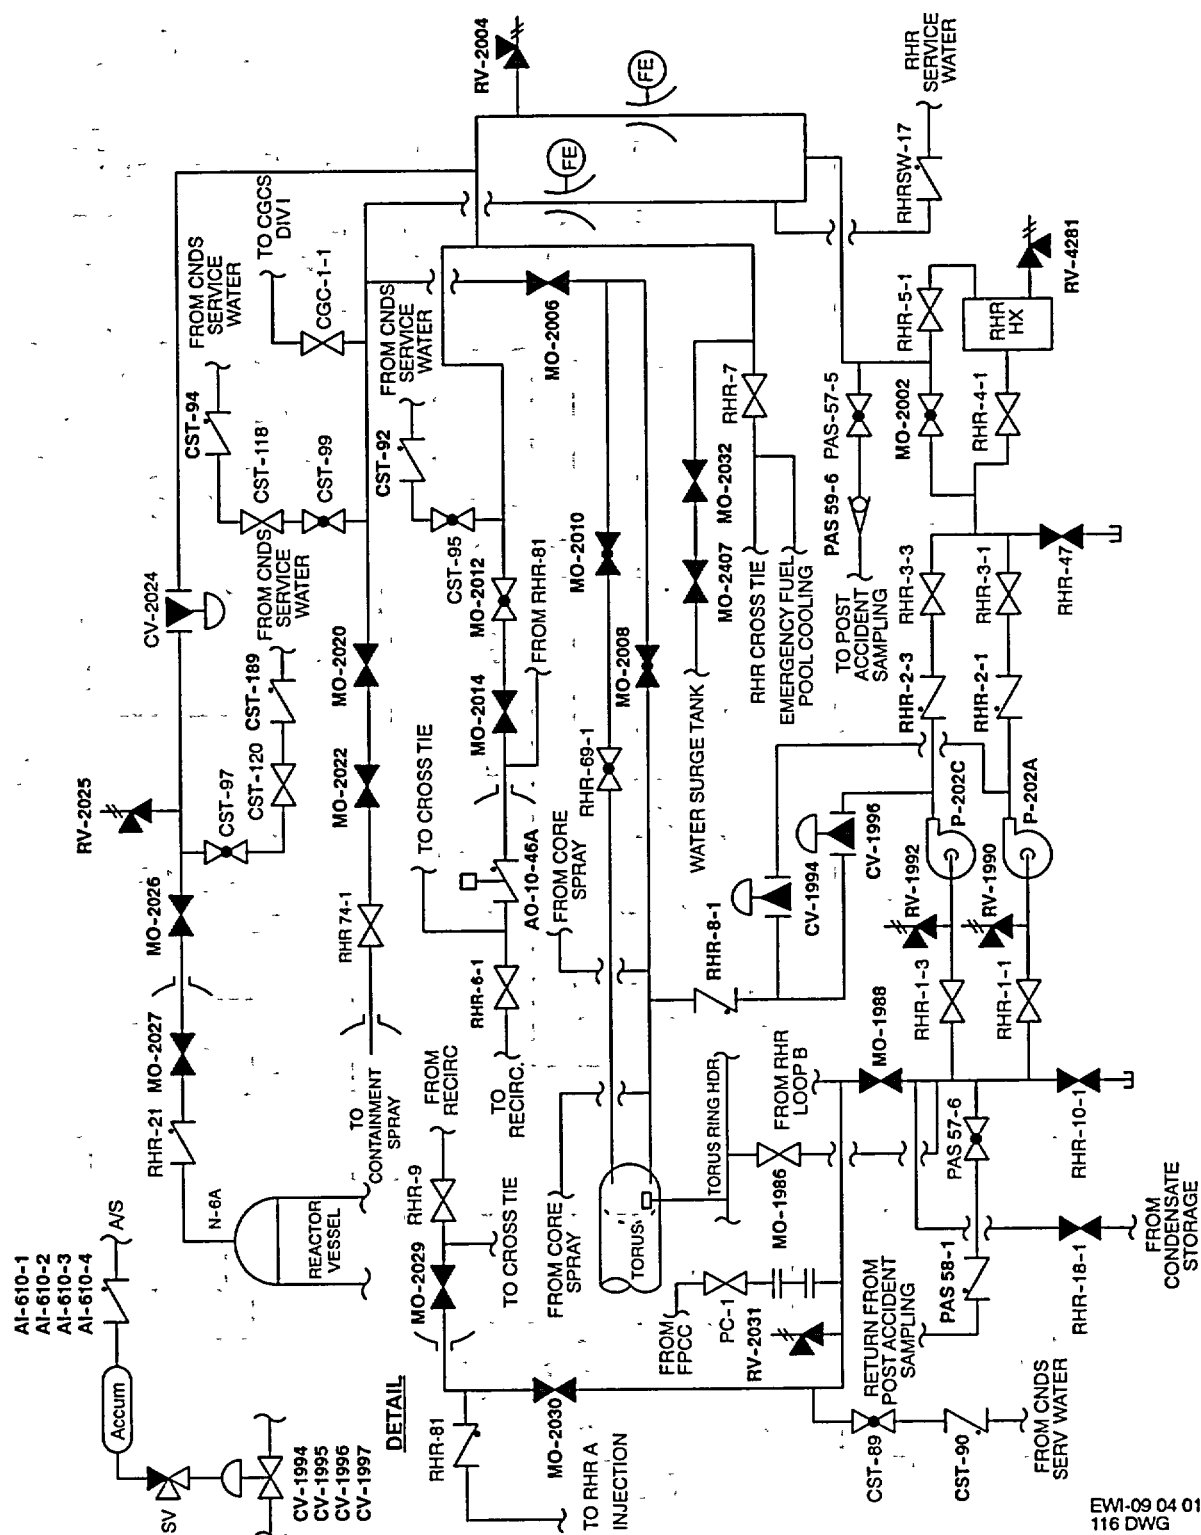 AI-610-1
AI-610-2
AI-610-3
AI-610-4
A/S
Accum
SV
CV-1994
CV-1995
CV-1996
CV-1997
DETAIL
N-6A
REACTOR
VESSEL
RHR-21
MO-2027
MO-2026
RV-2025
CST-97
CST-120
CST-189
FROM CNDS
SERVICE
WATER
CV-2024
CST-118
CST-99
CST-94
FROM CNDS
SERVICE
WATER
TO CGCS
DIV I
CGC-1-1
RV-2004
FE
FE
TO
CONTAINMENT
SPRAY
RHR 74-1
MO-2022
MO-2020
FROM CNDS
SERVICE
WATER
CST-92
CST-95
MO-2012
MO-2014
FROM RHR-81
TO CROSS TIE
AO-10-46A
RHR-6-1
TO
RECIRC.
FROM
RECIRC
RHR-9
MO-2029
TO CROSS TIE
RHR-81
TO RHR A
INJECTION
MO-2030
MO-2006
MO-2010
MO-2008
RHR-69-1
FROM CORE
SPRAY
FROM CORE
SPRAY
TORUS
TORUS RING HDR
RHR-7
MO-2032
MO-2407
WATER SURGE TANK
RHR CROSS TIE
EMERGENCY FUEL
POOL COOLING
RHR
SERVICE
WATER
RHRSW-17
RV-4281
RHR-5-1
RHR
HX
RHR-4-1
PAS-57-5
MO-2002
PAS 59-6
TO POST
ACCIDENT
SAMPLING
RHR-3-3
RHR-3-1
RHR-47
RHR-2-3
RHR-2-1
P-202C
P-202A
CV-1996
CV-1994
RV-1992
RV-1990
RHR-8-1
RHR-1-3
RHR-1-1
MO-1988
FROM RHR
LOOP B
MO-1986
PAS 57-6
RHR-10-1
FROM
FPCC
PC-1
RV-2031
RETURN FROM
POST ACCIDENT
SAMPLING
PAS 58-1
RHR-18-1
FROM
CONDENSATE
STORAGE
CST-89
CST-90
FROM CNDS
SERV WATER
EWI-09 04 01
116 DWG